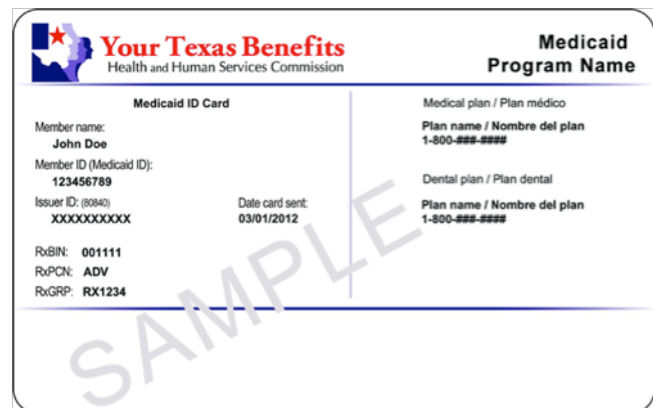 Your Texas Benefits
Health and Human Services Commission
Medicaid
Program Name
Medicaid ID Card
Member name:
John Doe
Member ID (Medicaid ID):
123456789
Issuer ID: (80840)
Date card sent:
XXXXXXXXXX
03/01/2012
RxBIN: 001111
RxPCN: ADV
RxGRP: RX1234
Medical plan / Plan médico
Plan name / Nombre del plan
1-800-###-####
Dental plan / Plan dental
Plan name / Nombre del plan
1-800-###-####
SAMPLE